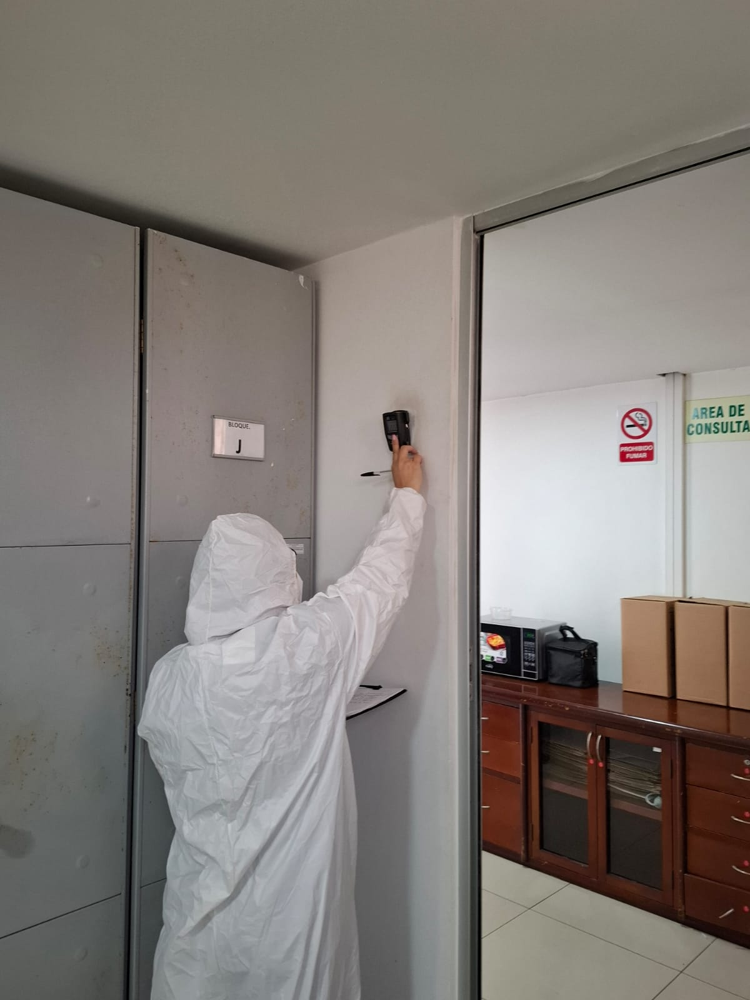 BLOQUE.
J
PROHIBIDO
FUMAR
AREA DE
CONSULTA